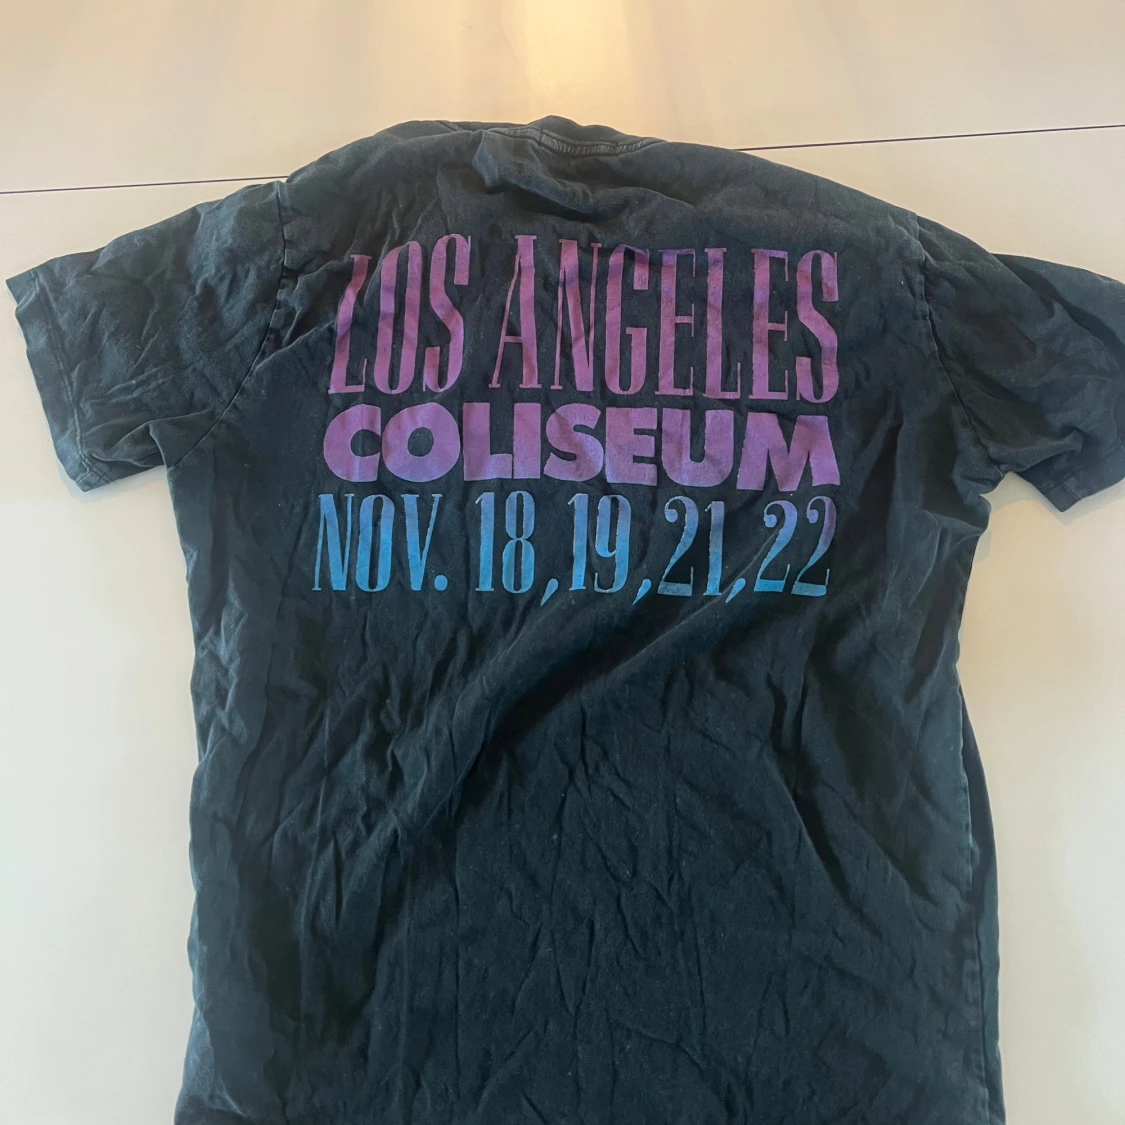 LOS ANGELES
COLISEUM
NOV. 18,19,21,22